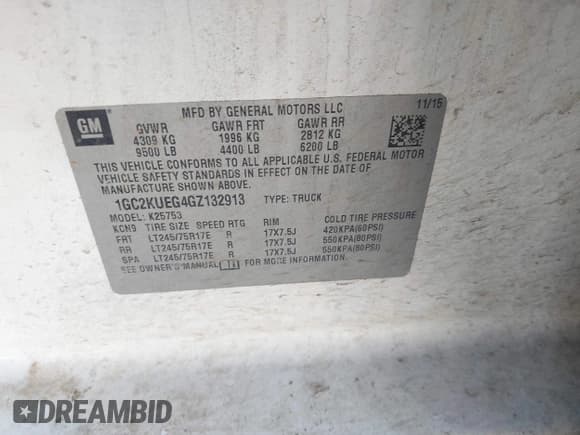 GM
MFD BY GENERAL MOTORS LLC
11/15
GVWR GAWR FRT GAWR RR
4309 KG 1996 KG 2812 KG
9500 LB 4400 LB 6200 LB
THIS VEHICLE CONFORMS TO ALL APPLICABLE U.S. FEDERAL MOTOR
VEHICLE SAFETY STANDARDS IN EFFECT ON THE DATE OF
MANUFACTURE SHOWN ABOVE.
1GC2KUEG4GZ132913 TYPE: TRUCK
MODEL: K25753
KCN9 TIRE SIZE SPEED RTG RIM COLD TIRE PRESSURE
FRT LT245/75R17E R 17X7.5J 420KPA(60PSI)
RR LT245/75R17E R 17X7.5J 550KPA(80PSI)
SPA LT245/75R17E R 17X7.5J 550KPA(80PSI)
SEE OWNER'S MANUAL FOR MORE INFORMATION.
DREAMBID